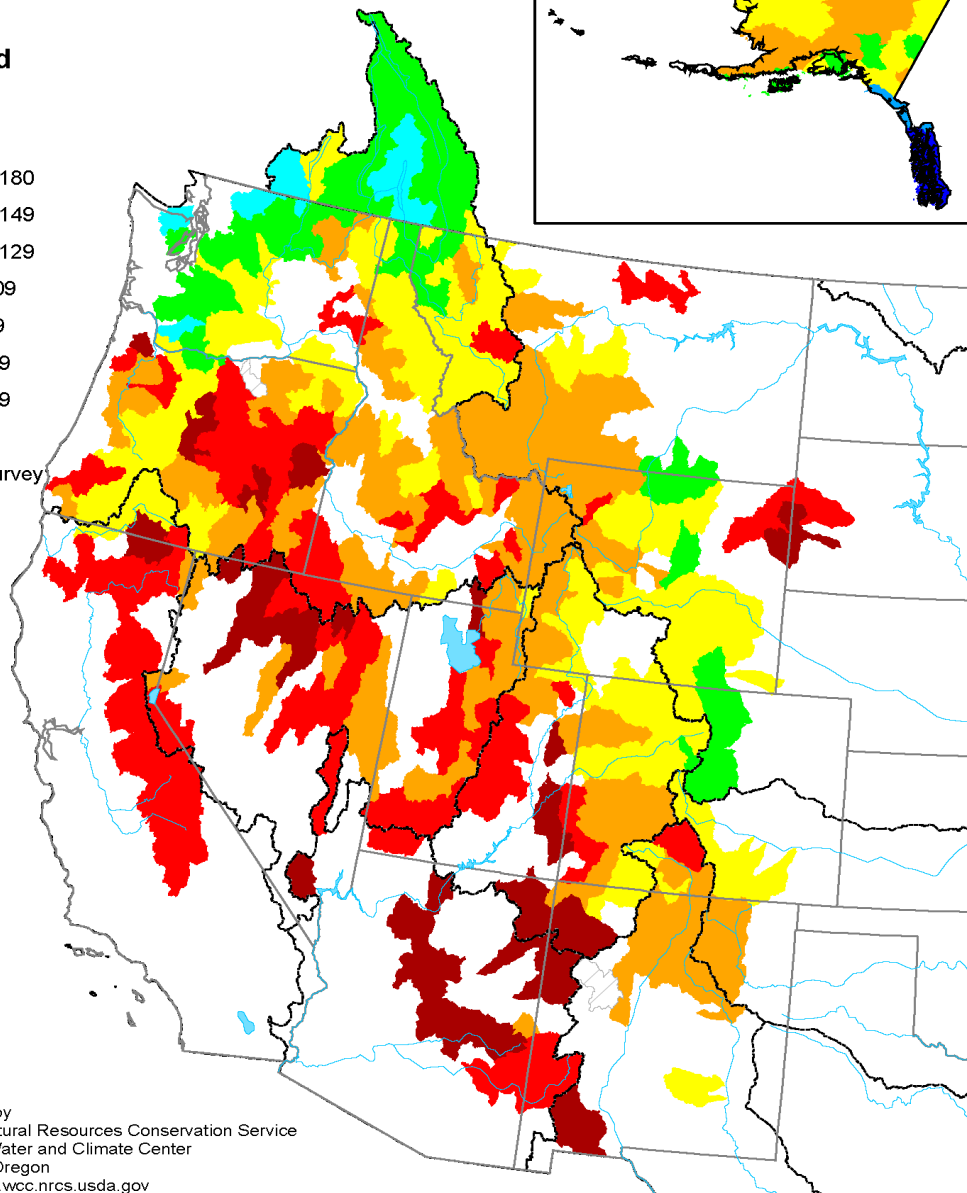 d
180
149
129
09
9
9
9
urvey
by
tural Resources Conservation Service
Water and Climate Center
Oregon
.wcc.nrcs.usda.gov